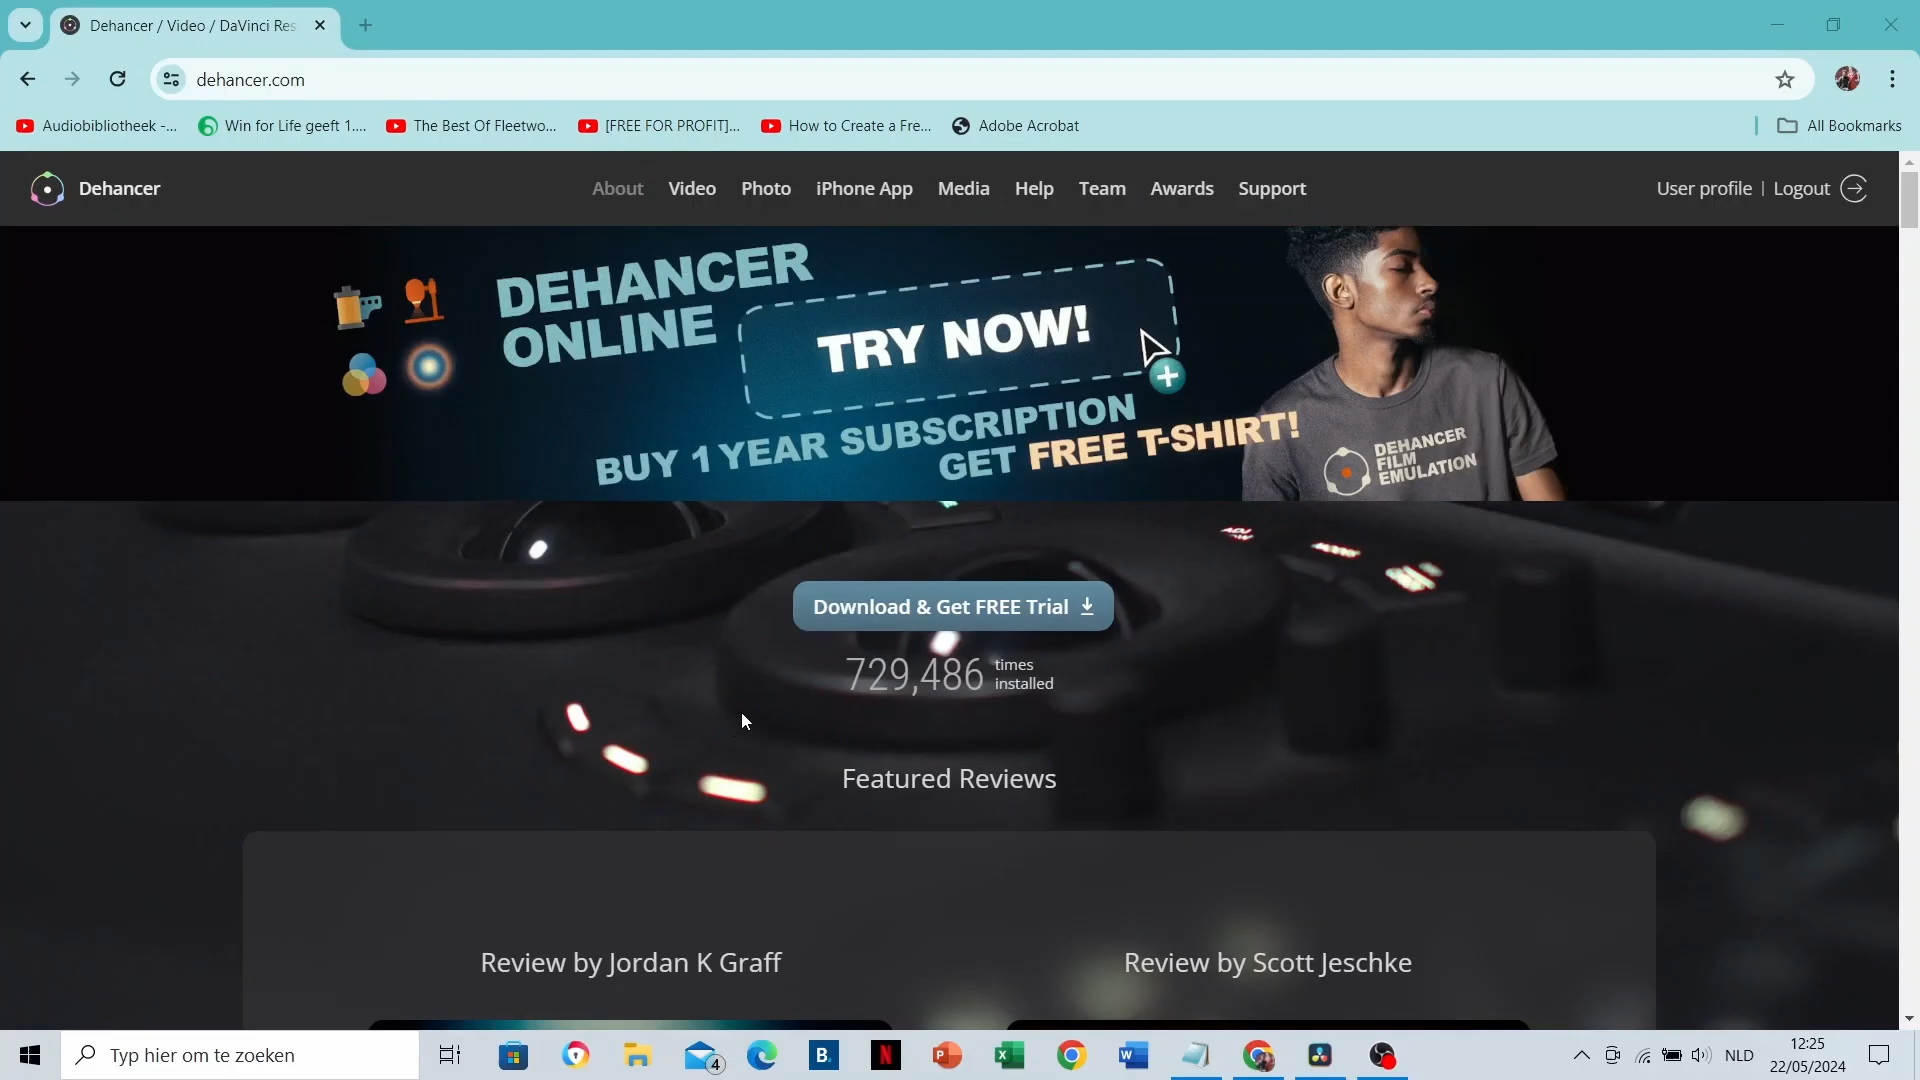 Dehancer / Video / DaVinci Res
dehancer.com
Audiobibliotheek -...
Win for Life geeft 1....
The Best Of Fleetwo...
[FREE FOR PROFIT]...
How to Create a Fre...
Adobe Acrobat
All Bookmarks
Dehancer
About
Video
Photo
iPhone App
Media
Help
Team
Awards
Support
User profile | Logout
DEHANCER
ONLINE
TRY NOW!
BUY 1 YEAR SUBSCRIPTION
GET FREE T-SHIRT!
DEHANCER
FILM
EMULATION
Download & Get FREE Trial
729,486 times
installed
Featured Reviews
Review by Jordan K Graff
Review by Scott Jeschke
Typ hier om te zoeken
4
B.
N
P
X
W
NLD
12:25
22/05/2024